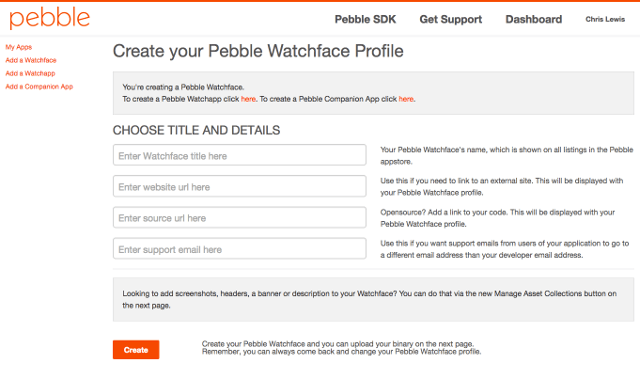 pebble
Pebble SDK Get Support Dashboard Chris Lewis
My Apps
Add a Watchface
Add a Watchapp
Add a Companion App
Create your Pebble Watchface Profile
You're creating a Pebble Watchface.
To create a Pebble Watchapp click here. To create a Pebble Companion App click here.
CHOOSE TITLE AND DETAILS
Enter Watchface title here
Your Pebble Watchface's name, which is shown on all listings in the Pebble
appstore.
Enter website url here
Use this if you need to link to an external site. This will be displayed with
your Pebble Watchface profile.
Enter source url here
Opensource? Add a link to your code. This will be displayed with your
Pebble Watchface profile.
Enter support email here
Use this if you want support emails from users of your application to go to
a different email address than your developer email address.
Looking to add screenshots, headers, a banner or description to your Watchface? You can do that via the new Manage Asset Collections button on
the next page.
Create
Create your Pebble Watchface and you can upload your binary on the next page.
Remember, you can always come back and change your Pebble Watchface profile.